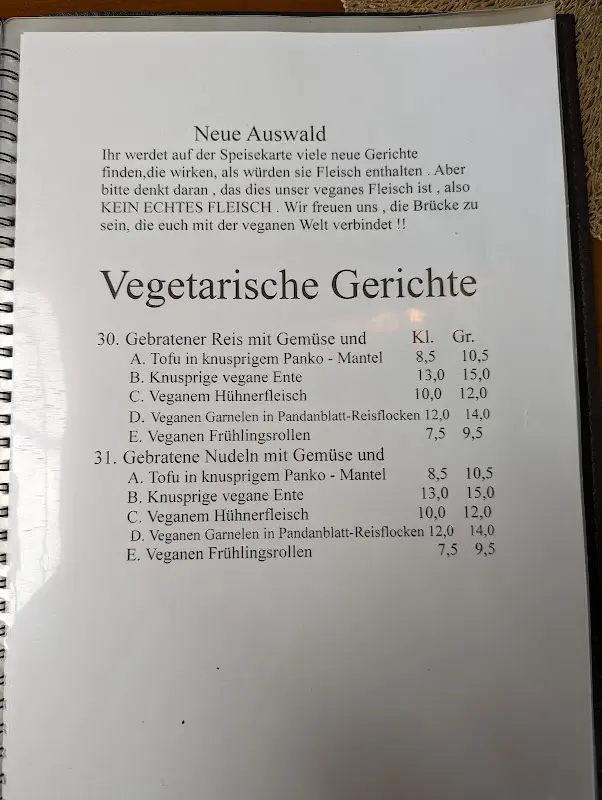 Neue Auswald
Ihr werdet auf der Speisekarte viele neue Gerichte
finden,die wirken, als würden sie Fleisch enthalten . Aber
bitte denkt daran , das dies unser veganes Fleisch ist , also
KEIN ECHTES FLEISCH . Wir freuen uns , die Brücke zu
sein, die euch mit der veganen Welt verbindet !!
Vegetarische Gerichte
30. Gebratener Reis mit Gemüse und Kl. Gr.
A. Tofu in knusprigem Panko - Mantel 8,5 10,5
B. Knusprige vegane Ente 13,0 15,0
C. Veganem Hühnerfleisch 10,0 12,0
D. Veganen Garnelen in Pandanblatt-Reisflocken 12,0 14,0
E. Veganen Frühlingsrollen 7,5 9,5
31. Gebratene Nudeln mit Gemüse und
A. Tofu in knusprigem Panko - Mantel 8,5 10,5
B. Knusprige vegane Ente 13,0 15,0
C. Veganem Hühnerfleisch 10,0 12,0
D. Veganen Garnelen in Pandanblatt-Reisflocken 12,0 14,0
E. Veganen Frühlingsrollen 7,5 9,5